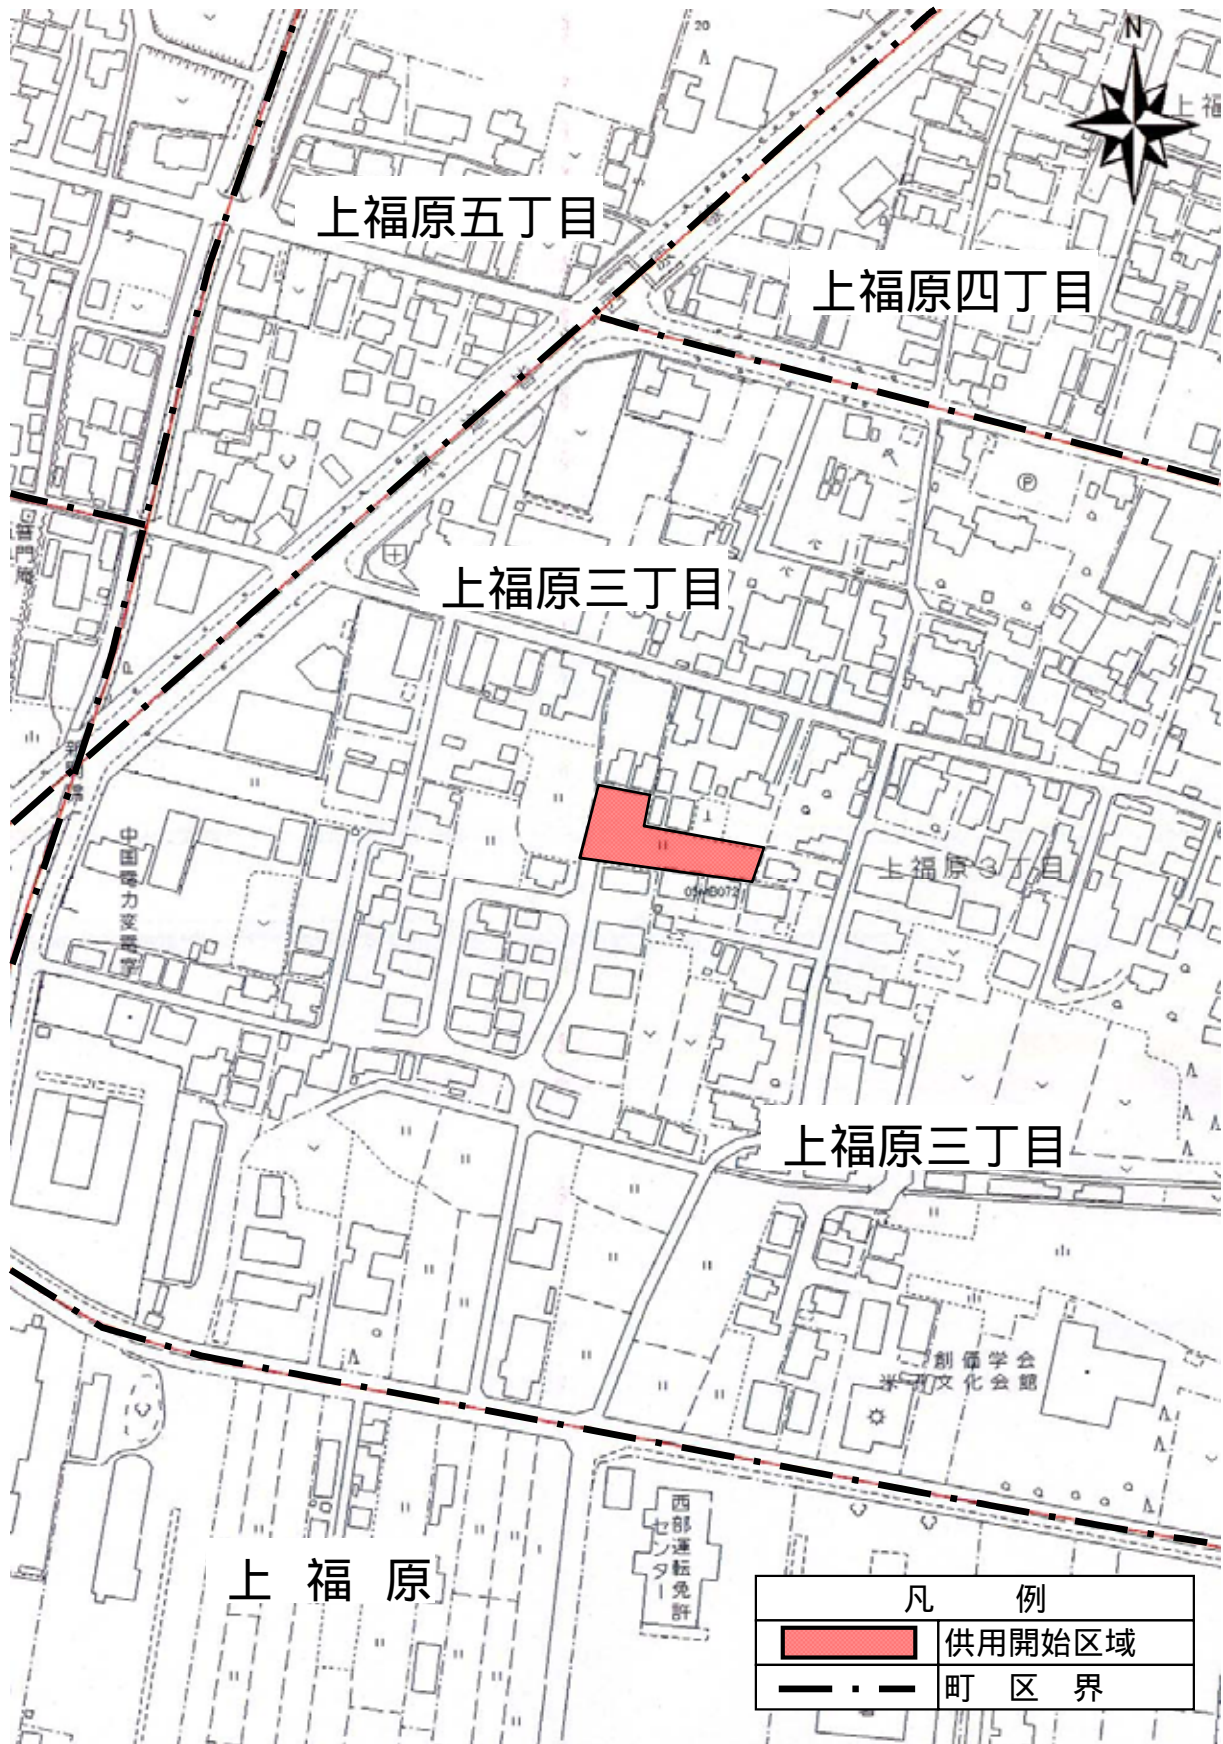 20
N
上福
上福原五丁目
上福原四丁目
P
上福原三丁目
上福原3丁目
中国電力変電所
上福原三丁目
創価学会
米子文化会館
西部運転免許
センター
上 福 原
凡 例
供用開始区域
町 区 界